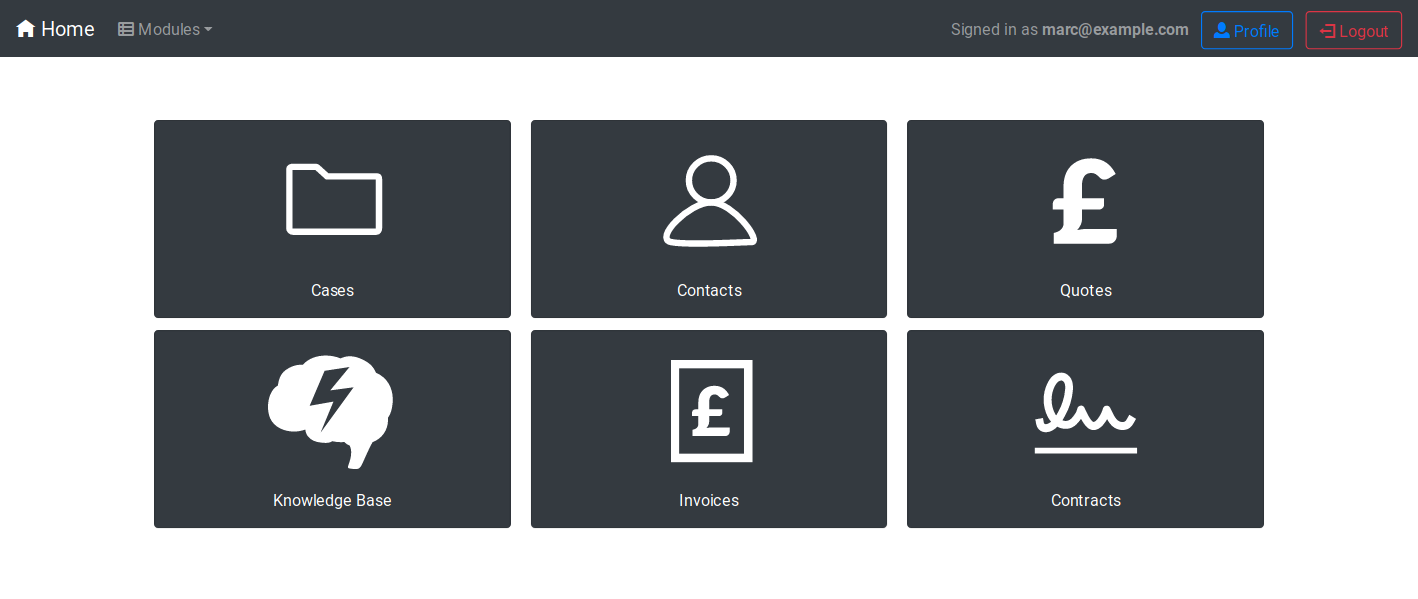 Home Modules Signed in as marc@example.com Profile Logout
Cases Contacts Quotes
Knowledge Base Invoices Contracts